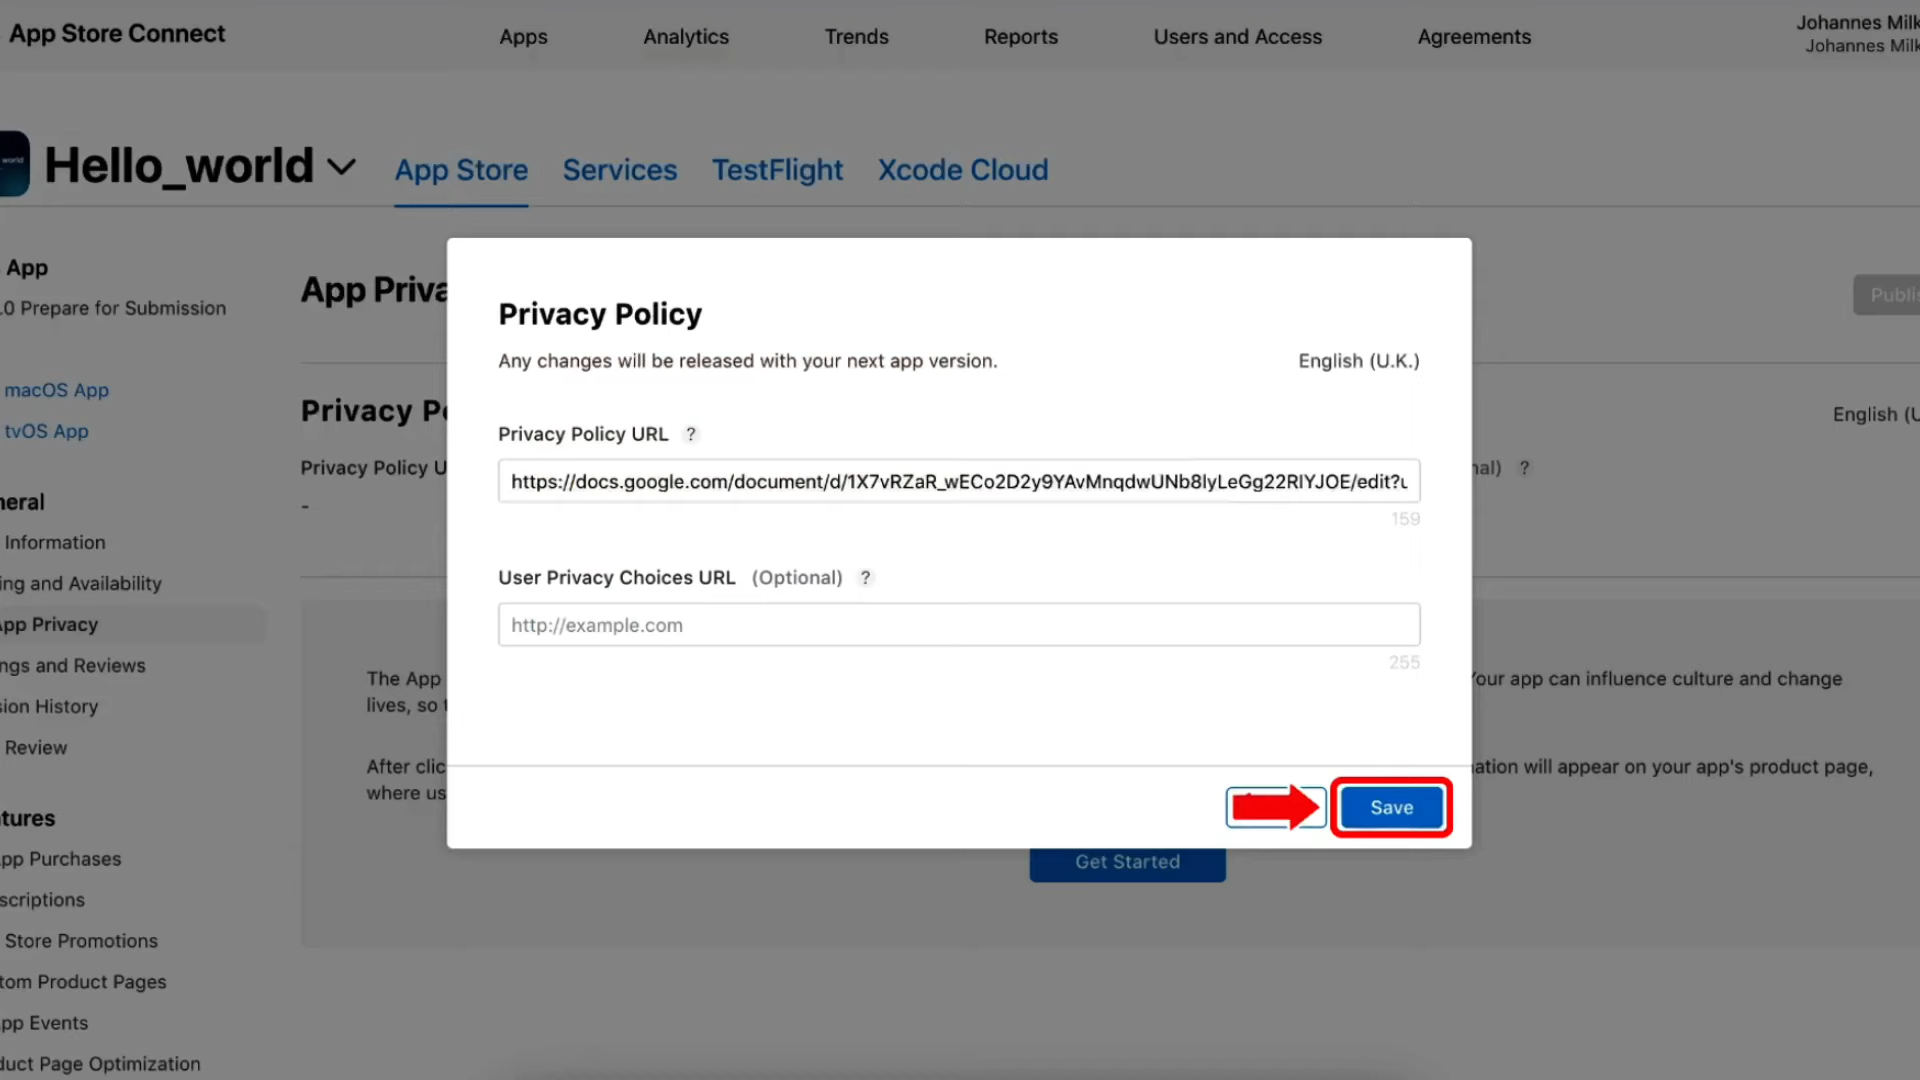 App Store Connect
Apps
Analytics
Trends
Reports
Users and Access
Agreements
Johannes Milk
Johannes Milk
world
Hello_world
App Store
Services
TestFlight
Xcode Cloud
App
.0 Prepare for Submission
macOS App
tvOS App
neral
Information
ing and Availability
App Privacy
ngs and Reviews
sion History
Review
tures
pp Purchases
scriptions
Store Promotions
tom Product Pages
pp Events
duct Page Optimization
App Priva
Publis
Privacy Po
English (U
Privacy Policy U
nal) ?
-
The App
Your app can influence culture and change
lives, so t
After clic
ation will appear on your app's product page,
where us
Get Started
Privacy Policy
Any changes will be released with your next app version.
English (U.K.)
Privacy Policy URL ?
https://docs.google.com/document/d/1X7vRZaR_wECo2D2y9YAvMnqdwUNb8lyLeGg22RlYJOE/edit?u
159
User Privacy Choices URL (Optional) ?
http://example.com
255
Save